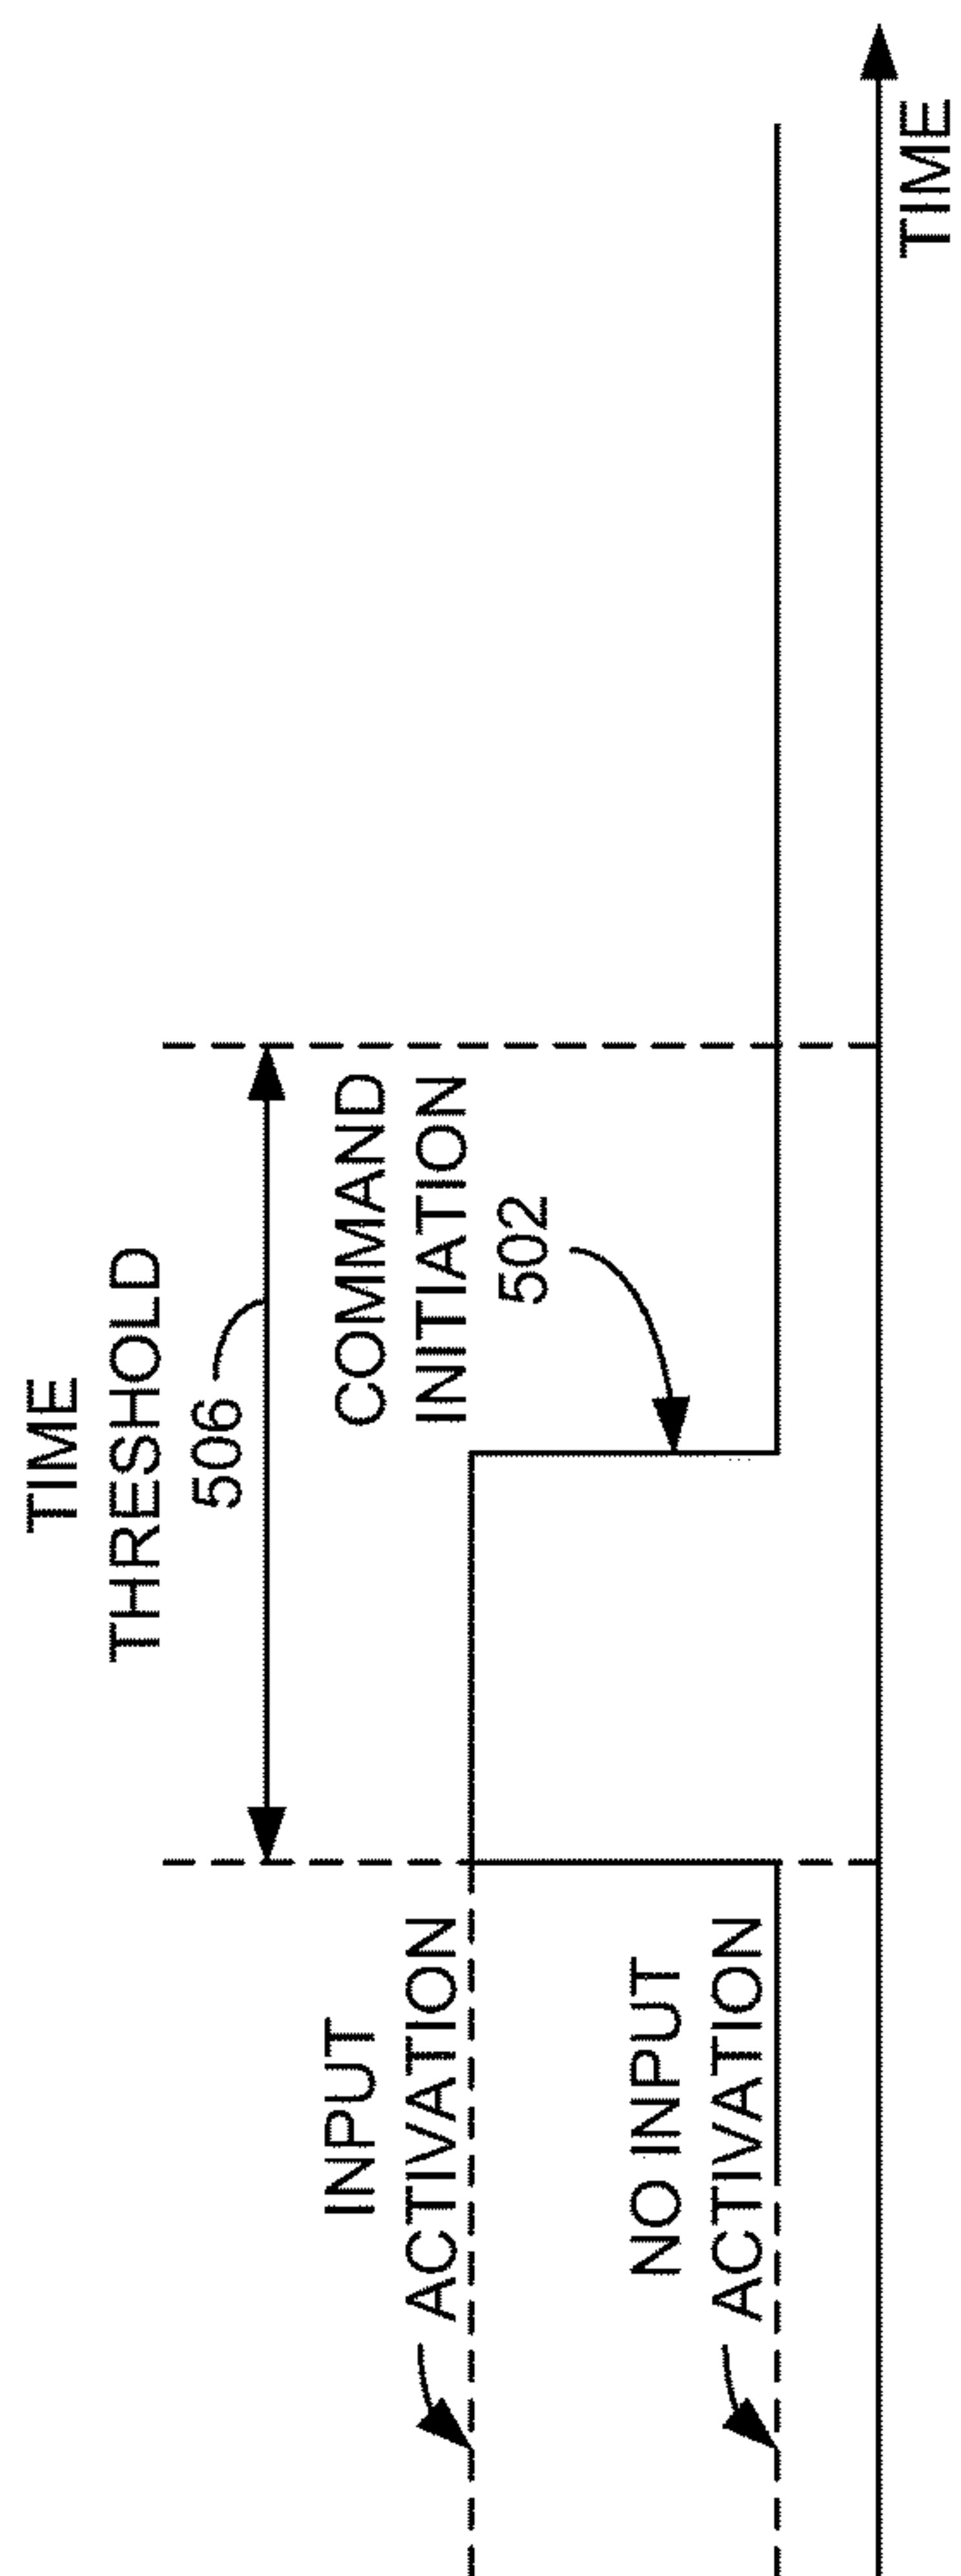 TIME
THRESHOLD
506
INPUT
ACTIVATION
COMMAND
INITIATION
502
NO INPUT
ACTIVATION
TIME